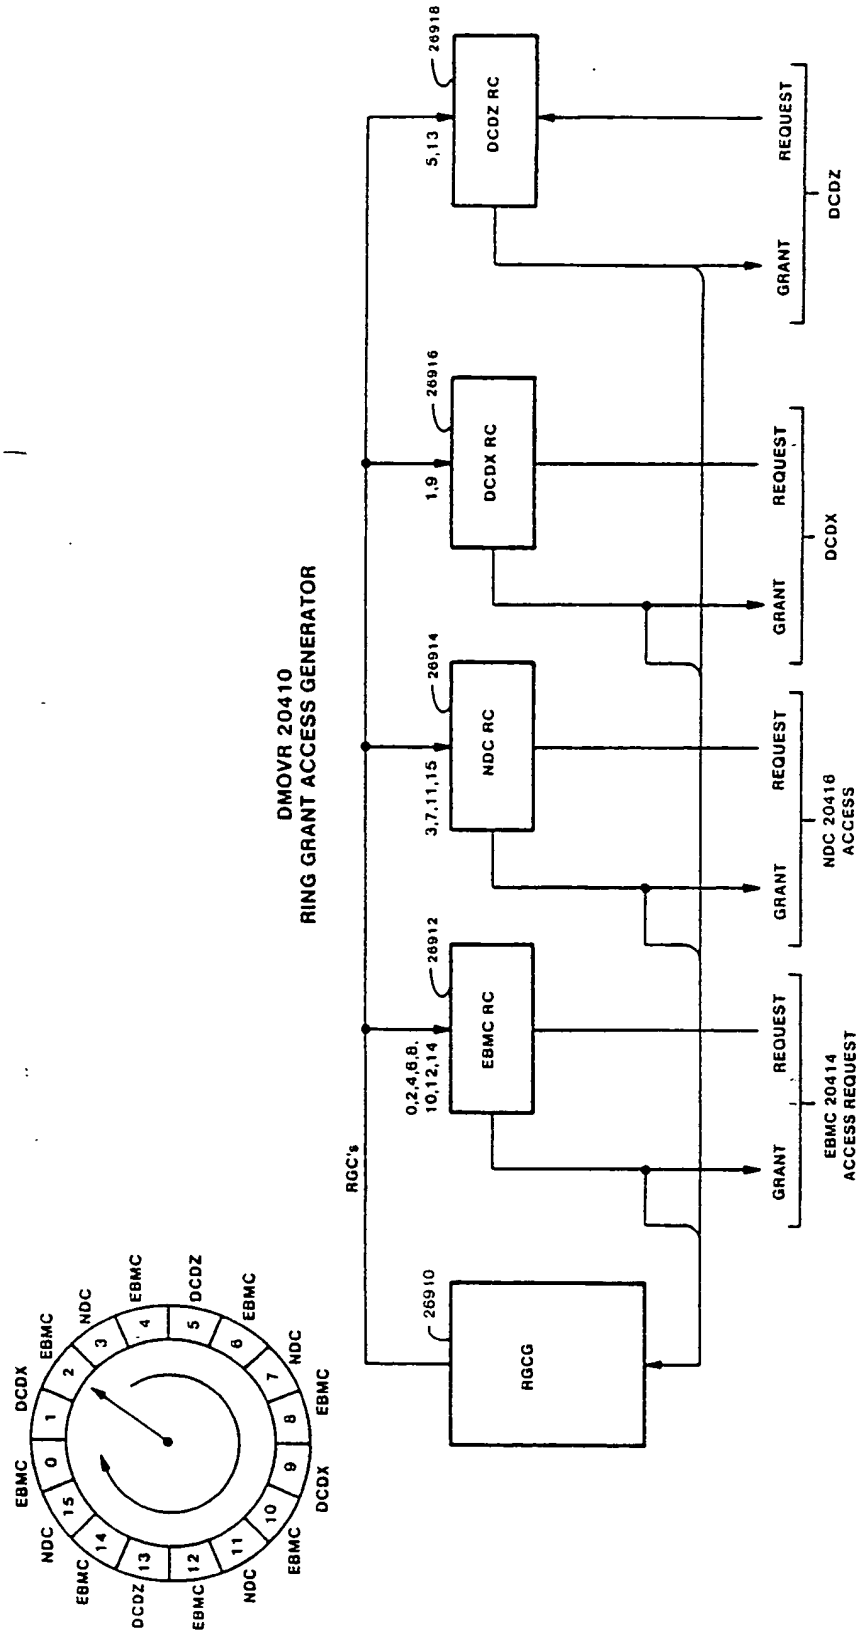 DMOVR 20410
RING GRANT ACCESS GENERATOR
EBMC
DCDX
EBMC
NDC
EBMC
DCDZ
EBMC
NDC
EBMC
DCDX
EBMC
NDC
EBMC
DCDZ
EBMC
NDC
0
1
2
3
4
5
6
7
8
9
10
11
12
13
14
15
RGC's
26910
RGCG
0,2,4,6,8,
10,12,14
26912
EBMC RC
3,7,11,15
26914
NDC RC
1,9
26916
DCDX RC
5,13
26918
DCDZ RC
GRANT
REQUEST
GRANT
REQUEST
GRANT
REQUEST
GRANT
REQUEST
EBMC 20414
ACCESS REQUEST
NDC 20416
ACCESS
DCDX
DCDZ